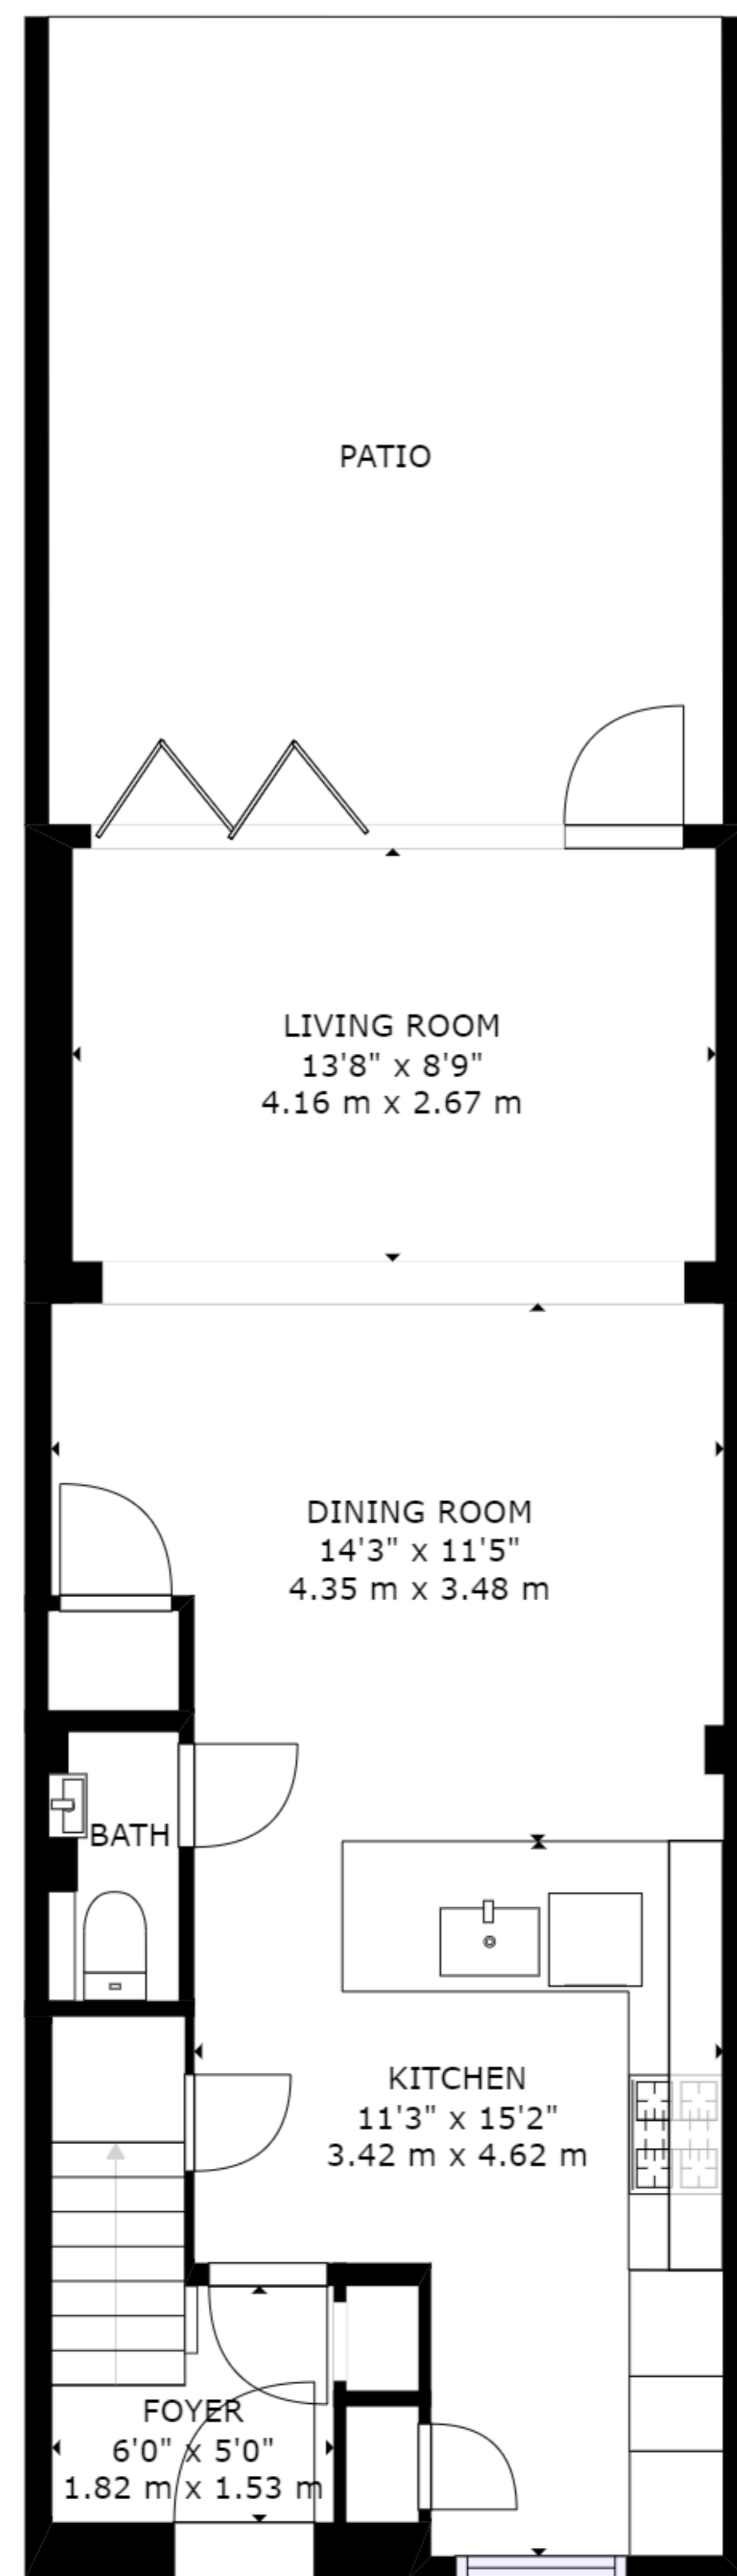 PATIO
LIVING ROOM
13'8" x 8'9"
4.16 m x 2.67 m
DINING ROOM
14'3" x 11'5"
4.35 m x 3.48 m
BATH
KITCHEN
11'3" x 15'2"
3.42 m x 4.62 m
FOYER
6'0" x 5'0"
1.82 m x 1.53 m